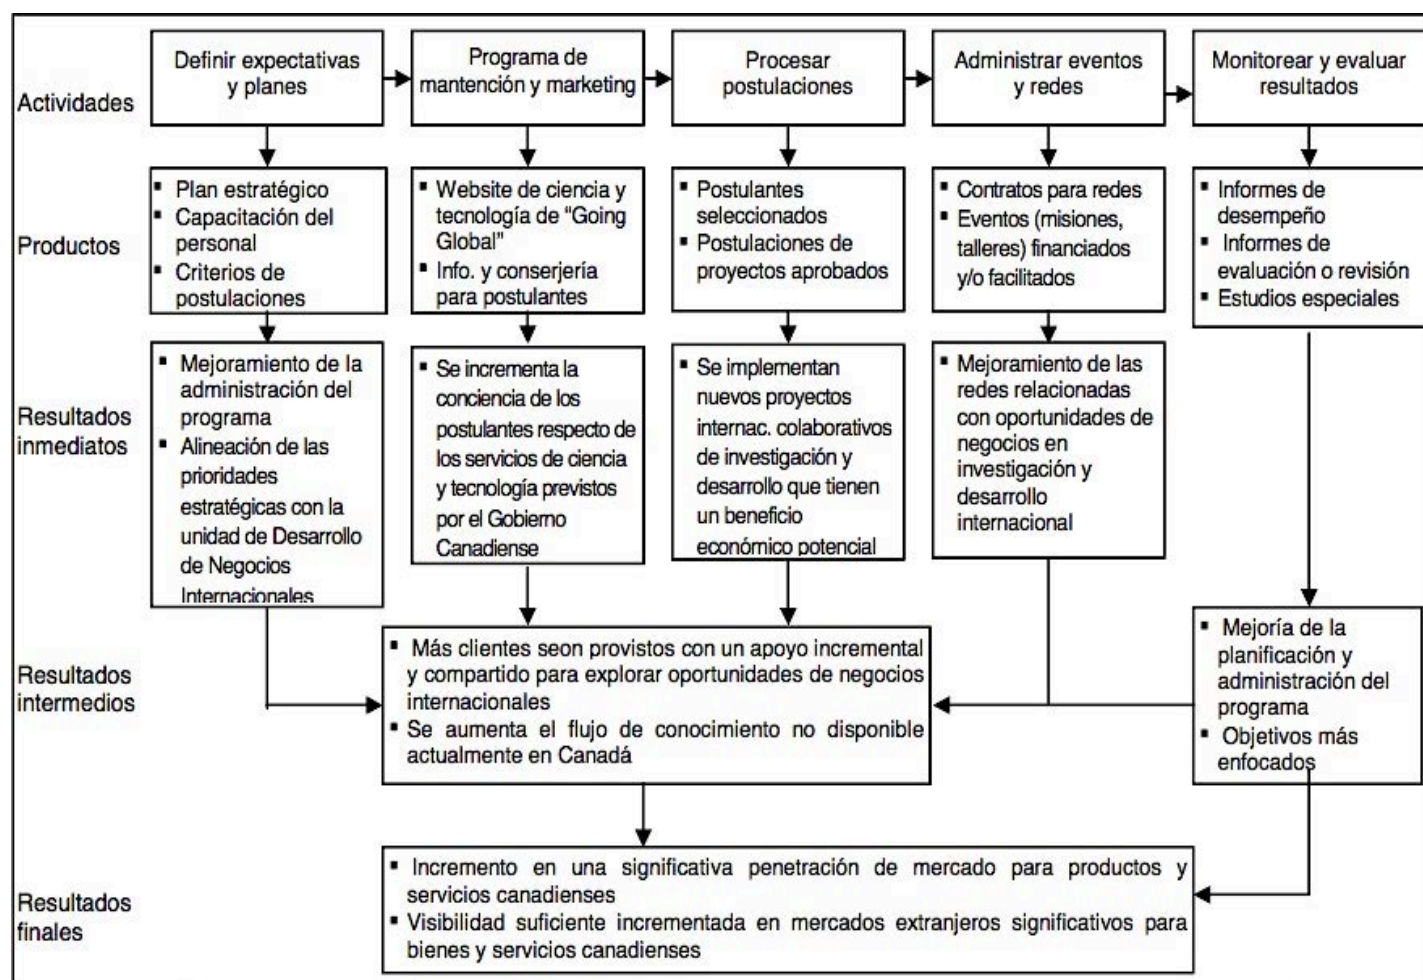 Actividades
Definir expectativas
y planes
Programa de
mantención y marketing
Procesar
postulaciones
Administrar eventos
y redes
Monitorear y evaluar
resultados
Productos
▪ Plan estratégico
▪ Capacitación del
personal
▪ Criterios de
postulaciones
▪ Website de ciencia y
tecnología de “Going
Global”
▪ Info. y conserjería
para postulantes
▪ Postulantes
seleccionados
▪ Postulaciones de
proyectos aprobados
▪ Contratos para redes
▪ Eventos (misiones,
talleres) financiados
y/o facilitados
▪ Informes de
desempeño
▪ Informes de
evaluación o revisión
▪ Estudios especiales
Resultados
inmediatos
▪ Mejoramiento de la
administración del
programa
▪ Alineación de las
prioridades
estratégicas con la
unidad de Desarrollo
de Negocios
Internacionales
▪ Se incrementa la
conciencia de los
postulantes respecto de
los servicios de ciencia
y tecnología previstos
por el Gobierno
Canadiense
▪ Se implementan
nuevos proyectos
internac. colaborativos
de investigación y
desarrollo que tienen
un beneficio
económico potencial
▪ Mejoramiento de las
redes relacionadas
con oportunidades de
negocios en
investigación y
desarrollo
internacional
Resultados
intermedios
▪ Más clientes seon provistos con un apoyo incremental
y compartido para explorar oportunidades de negocios
internacionales
▪ Se aumenta el flujo de conocimiento no disponible
actualmente en Canadá
▪ Mejoría de la
planificación y
administración del
programa
▪ Objetivos más
enfocados
Resultados
finales
▪ Incremento en una significativa penetración de mercado para productos y
servicios canadienses
▪ Visibilidad suficiente incrementada en mercados extranjeros significativos para
bienes y servicios canadienses